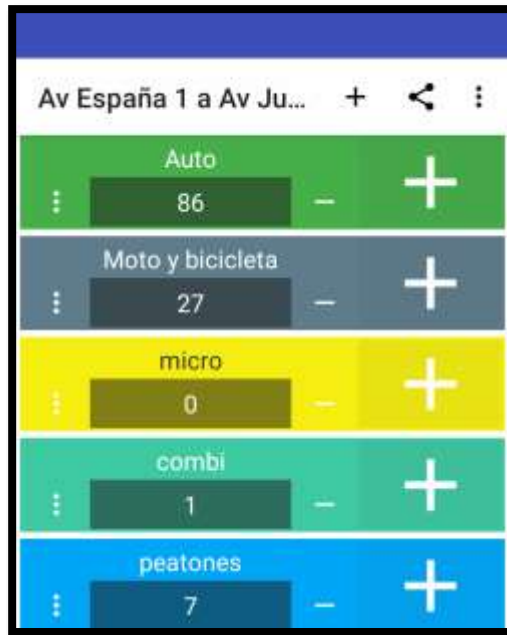 Av España 1 a Av Ju...
Auto
86
Moto y bicicleta
27
micro
0
combi
1
peatones
7